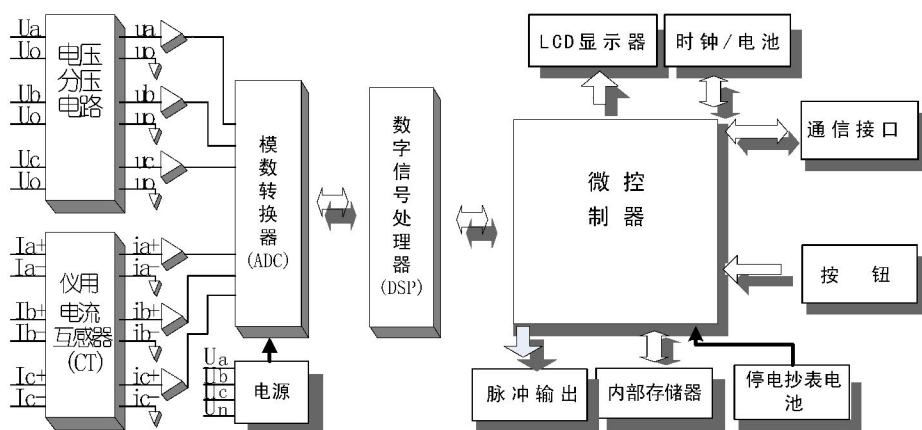 Ua
Uo
Ub
Uo
Uc
Uo
电压
分压
电路
ua
uo
ub
uo
uc
uo
Ia+
Ia-
Ib+
Ib-
Ic+
Ic-
仪用
电流
互感器
(CT)
ia+
ia-
ib+
ib-
ic+
ic-
模数转换器
(ADC)
Ua
Ub
Uc
Un
电源
数字信号处理器
(DSP)
LCD显示器
时钟/电池
通信接口
微控
制器
按钮
脉冲输出
内部存储器
停电抄表电
池